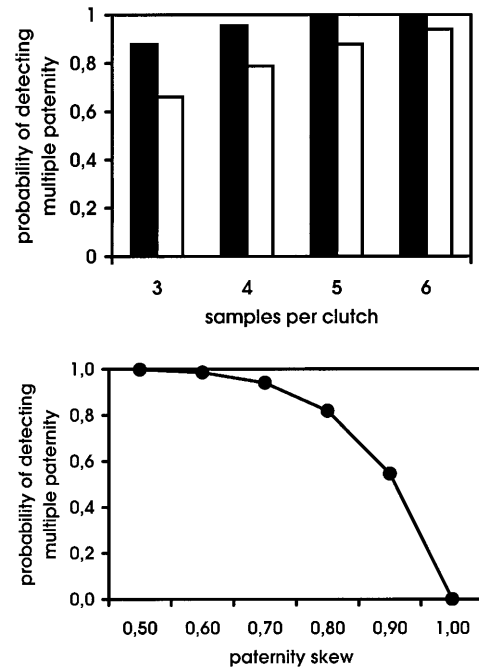 probability of detecting
multiple paternity
1
0,8
0,6
0,4
0,2
0
3 4 5 6
samples per clutch
probability of detecting
multiple paternity
1,0
0,8
0,6
0,4
0,2
0,0
0,50 0,60 0,70 0,80 0,90 1,00
paternity skew